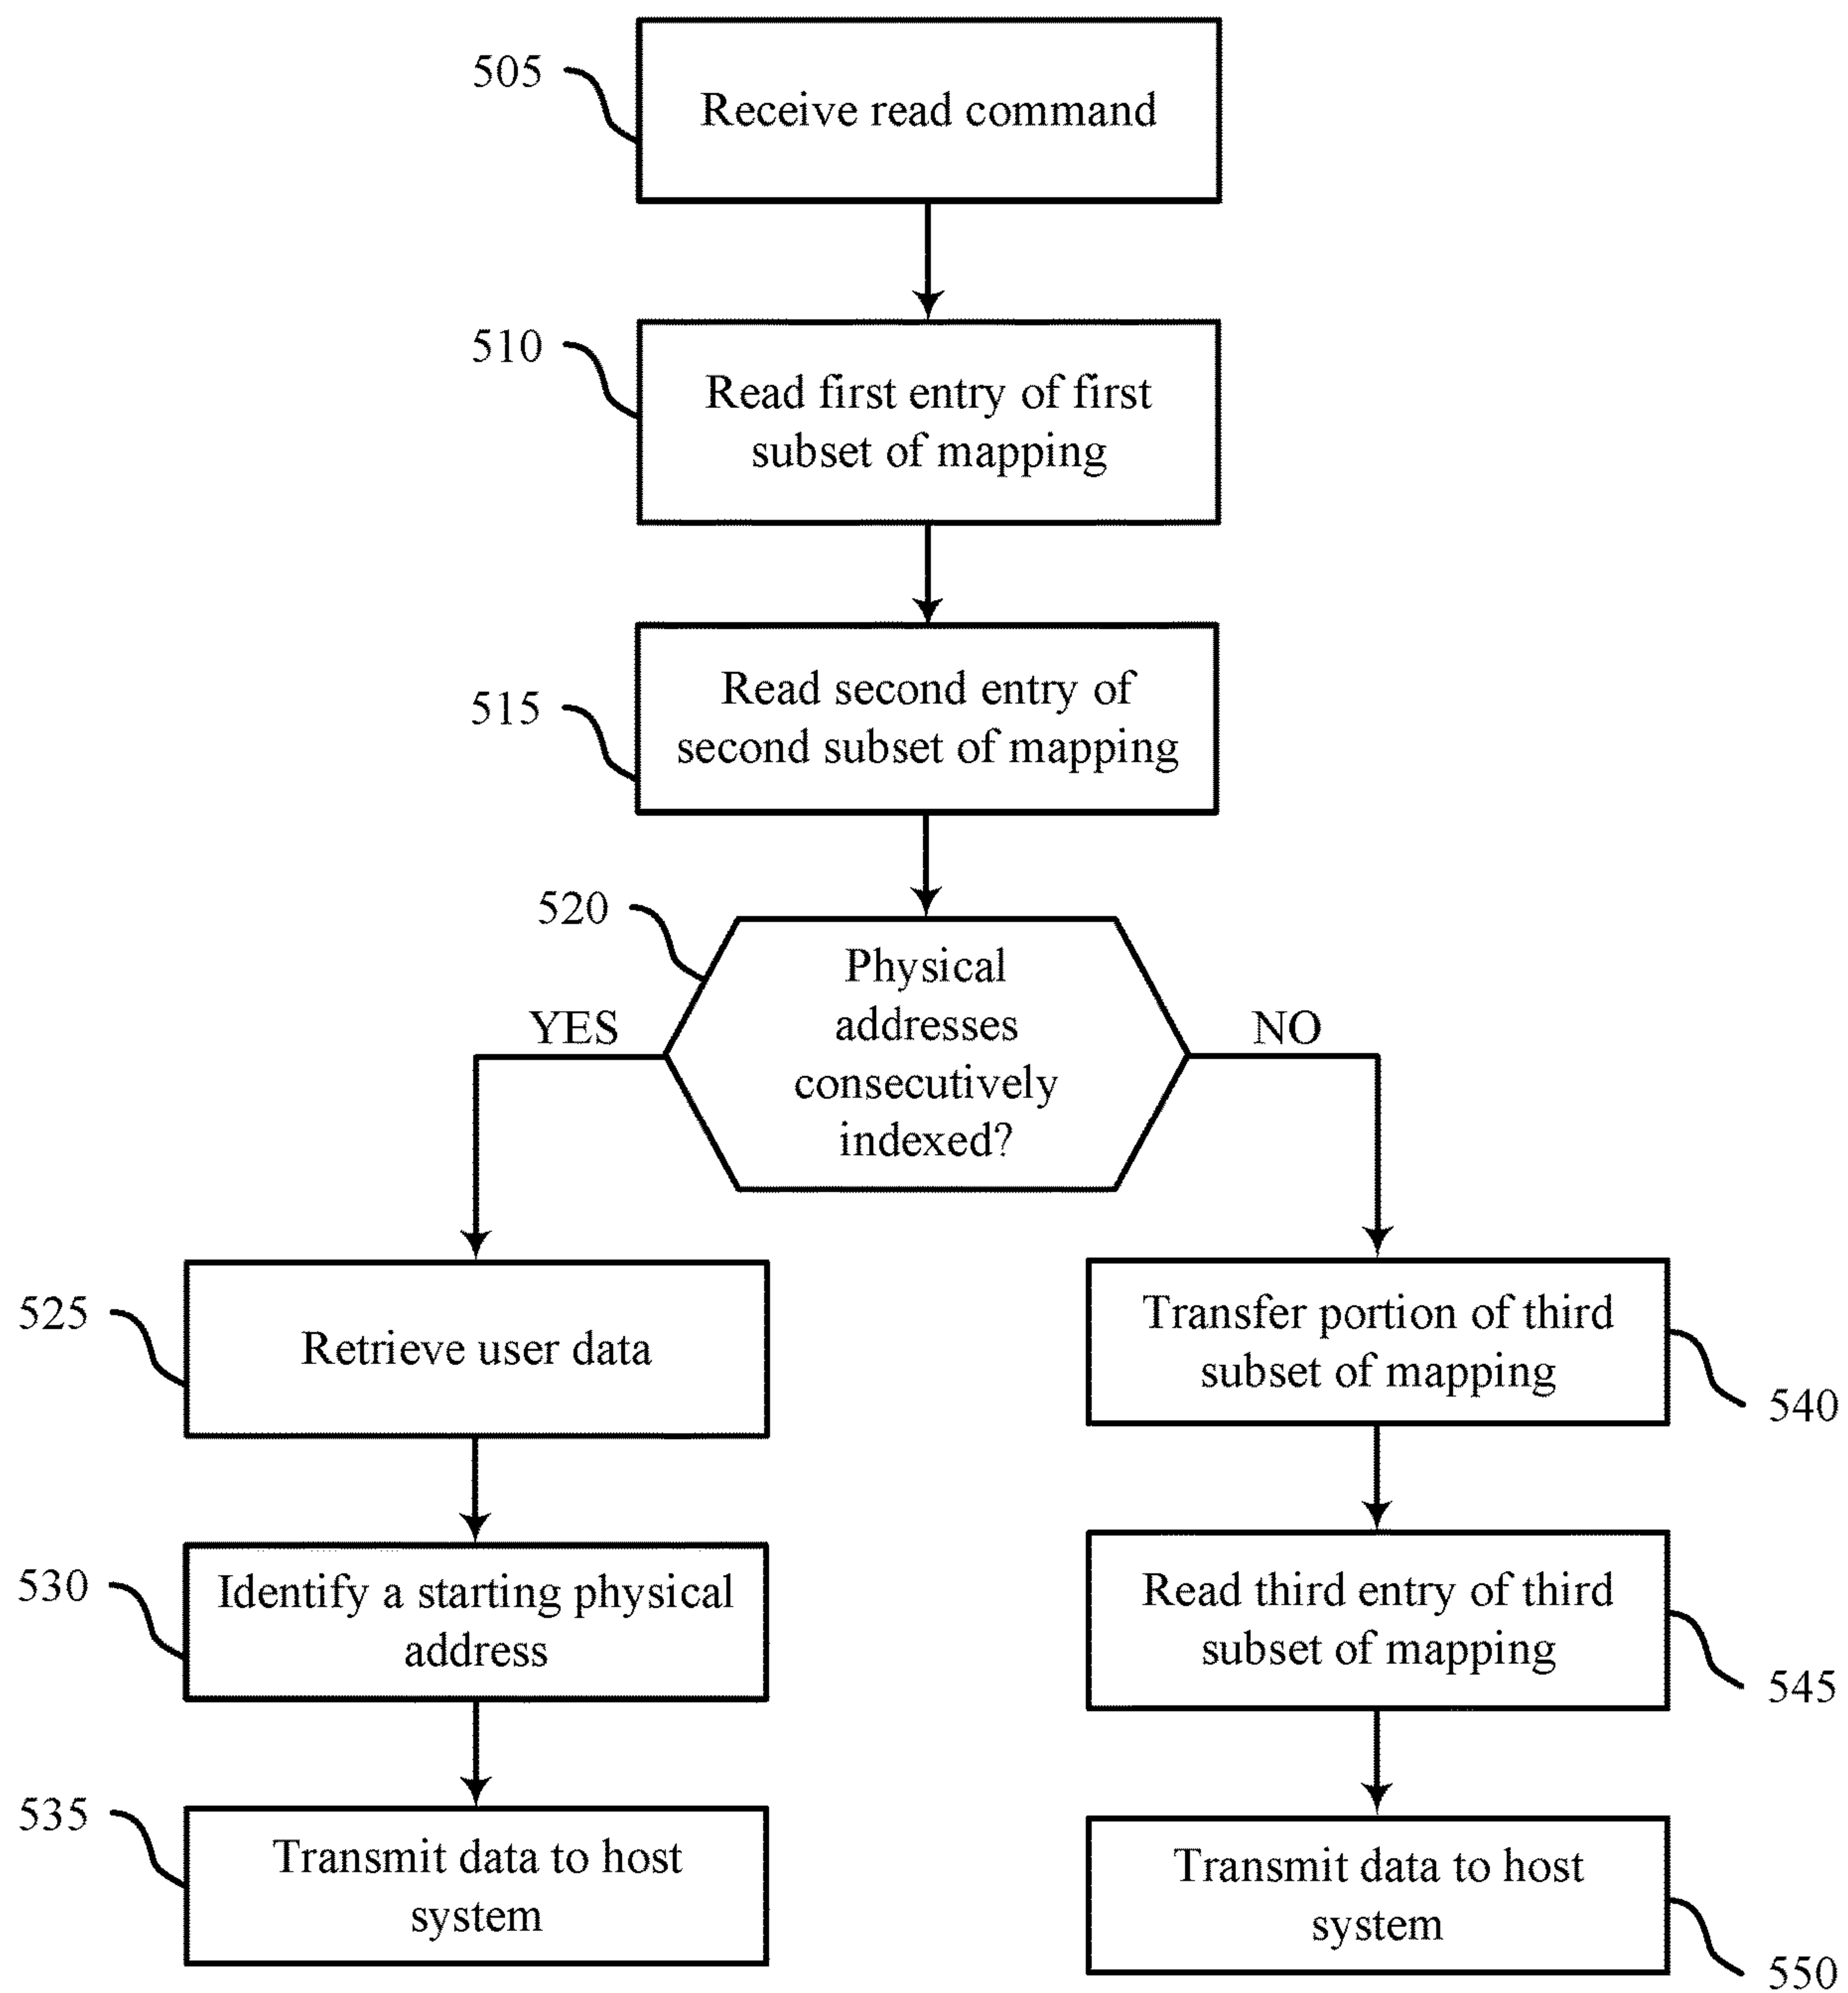 505
Receive read command
510
Read first entry of first
subset of mapping
515
Read second entry of
second subset of mapping
520
Physical
addresses
consecutively
indexed?
YES
NO
525
Retrieve user data
530
Identify a starting physical
address
535
Transmit data to host
system
Transfer portion of third
subset of mapping
540
Read third entry of third
subset of mapping
545
Transmit data to host
system
550